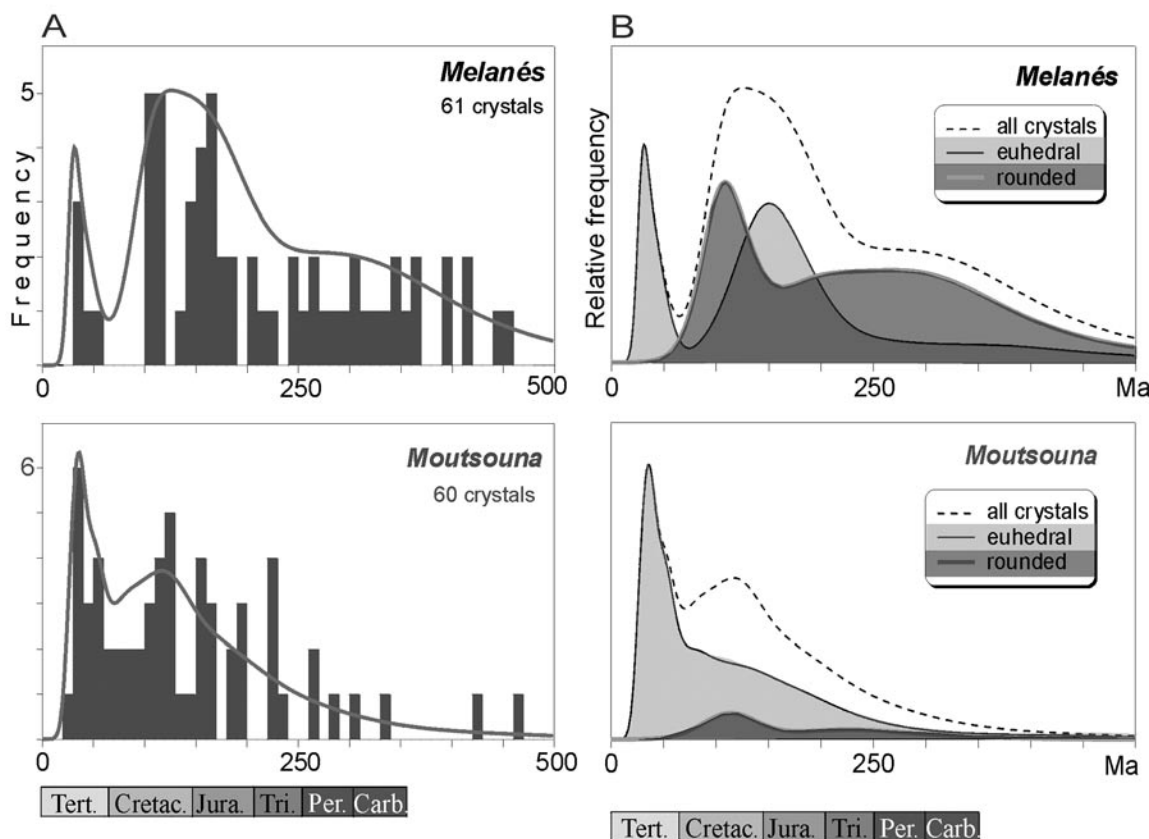 A
Melanés
61 crystals
5
Frequency
0
250
500
Moutsouna
60 crystals
6
0
250
500
Tert. Cretac. Jura. Tri. Per. Carb.
B
Melanés
all crystals
euhedral
rounded
Relative frequency
0
250
Ma
Moutsouna
all crystals
euhedral
rounded
0
250
Ma
Tert. Cretac. Jura. Tri. Per. Carb.